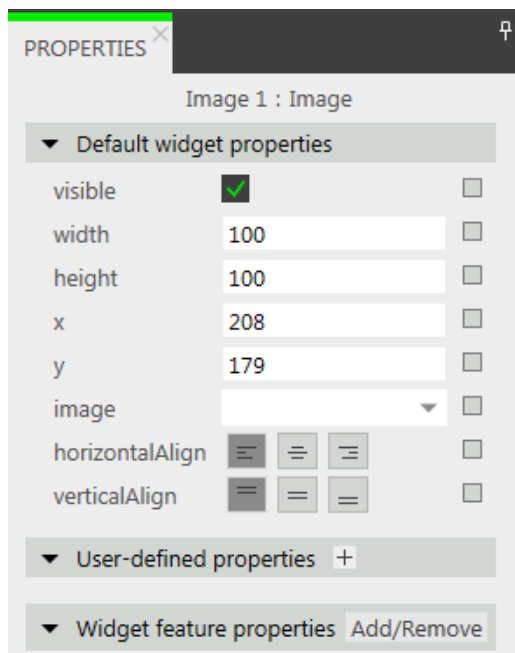 PROPERTIES
Image 1 : Image
Default widget properties
visible
width 100
height 100
x 208
y 179
image
horizontalAlign
verticalAlign
User-defined properties +
Widget feature properties Add/Remove